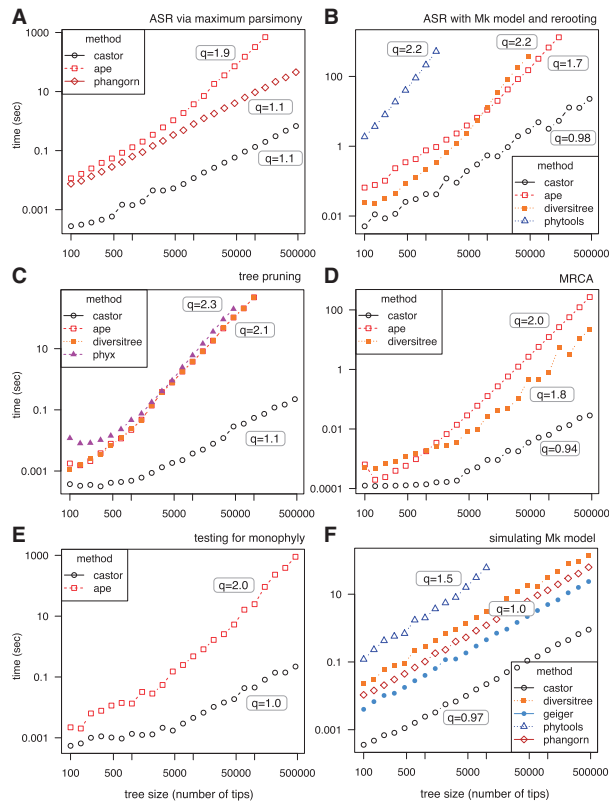 A
ASR via maximum parsimony
time (sec)
1000
10
0.1
0.001
method
castor
ape
phangorn
q=1.9
q=1.1
q=1.1
100
500
5000
50000
500000
B
ASR with Mk model and rerooting
100
1
0.01
q=2.2
q=2.2
q=1.7
q=0.98
method
castor
ape
diversitree
phytools
100
500
5000
50000
500000
C
tree pruning
time (sec)
10
0.1
0.001
method
castor
ape
diversitree
phyx
q=2.3
q=2.1
q=1.1
100
500
5000
50000
500000
D
MRCA
100
1
0.01
0.0001
method
castor
ape
diversitree
q=2.0
q=1.8
q=0.94
100
500
5000
50000
500000
E
testing for monophyly
time (sec)
1000
10
0.1
0.001
method
castor
ape
q=2.0
q=1.0
100
500
5000
50000
500000
tree size (number of tips)
F
simulating Mk model
10
0.1
0.001
q=1.5
q=1.0
q=0.97
method
castor
diversitree
geiger
phytools
phangorn
100
500
5000
50000
500000
tree size (number of tips)